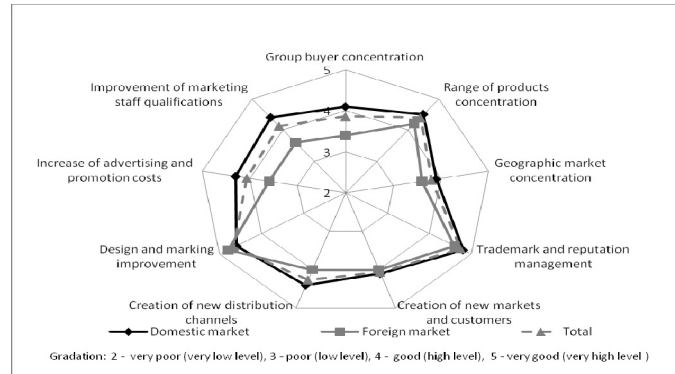 Group buyer concentration
5
Improvement of marketing
staff qualifications
Range of products
concentration
4
Increase of advertising and
promotion costs
3
Geographic market
concentration
2
Design and marking
improvement
Trademark and reputation
management
Creation of new distribution
channels
Creation of new markets
and customers
Domestic market
Foreign market
Total
Gradation: 2 - very poor (very low level), 3 - poor (low level), 4 - good (high level), 5 - very good (very high level )